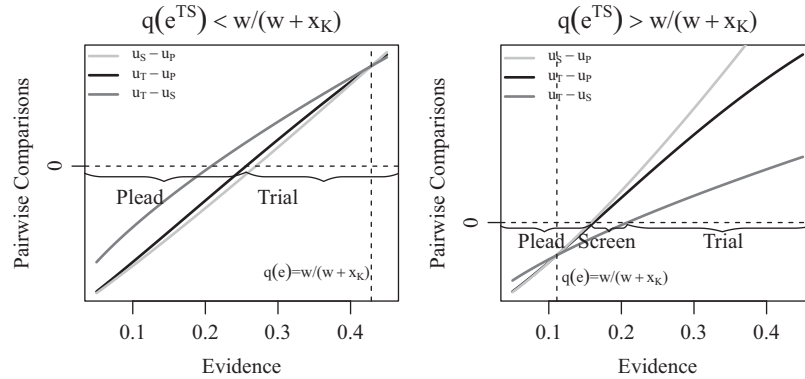 q(e^TS) < w/(w + x_K)
u_S − u_P
u_T − u_P
u_T − u_S
Pairwise Comparisons
0
Plead
Trial
q(e)=w/(w + x_K)
0.1
0.2
0.3
0.4
Evidence
q(e^TS) > w/(w + x_K)
u_S − u_P
u_T − u_P
u_T − u_S
Pairwise Comparisons
0
Plead
Screen
Trial
q(e)=w/(w + x_K)
0.1
0.2
0.3
0.4
Evidence